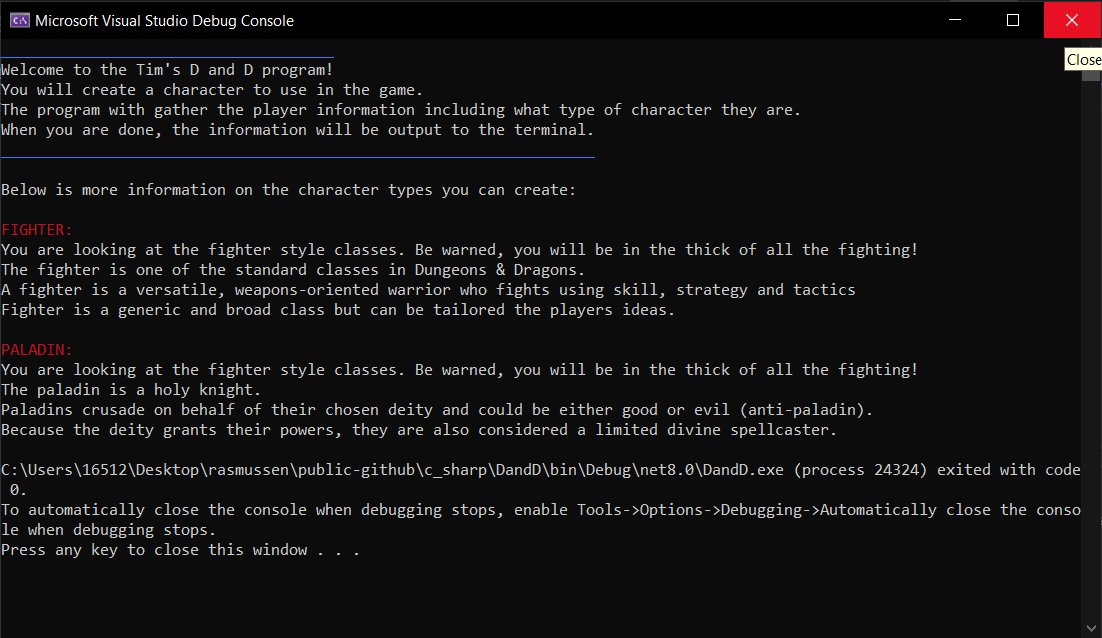 Microsoft Visual Studio Debug Console
Close
_____________________________________
Welcome to the Tim's D and D program!
You will create a character to use in the game.
The program with gather the player information including what type of character they are.
When you are done, the information will be output to the terminal.
__________________________________________________________________
Below is more information on the character types you can create:
FIGHTER:
You are looking at the fighter style classes. Be warned, you will be in the thick of all the fighting!
The fighter is one of the standard classes in Dungeons & Dragons.
A fighter is a versatile, weapons-oriented warrior who fights using skill, strategy and tactics
Fighter is a generic and broad class but can be tailored the players ideas.
PALADIN:
You are looking at the fighter style classes. Be warned, you will be in the thick of all the fighting!
The paladin is a holy knight.
Paladins crusade on behalf of their chosen deity and could be either good or evil (anti-paladin).
Because the deity grants their powers, they are also considered a limited divine spellcaster.
C:\Users\16512\Desktop\rasmussen\public-github\c_sharp\DandD\bin\Debug\net8.0\DandD.exe (process 24324) exited with code
 0.
To automatically close the console when debugging stops, enable Tools->Options->Debugging->Automatically close the conso
le when debugging stops.
Press any key to close this window . . .